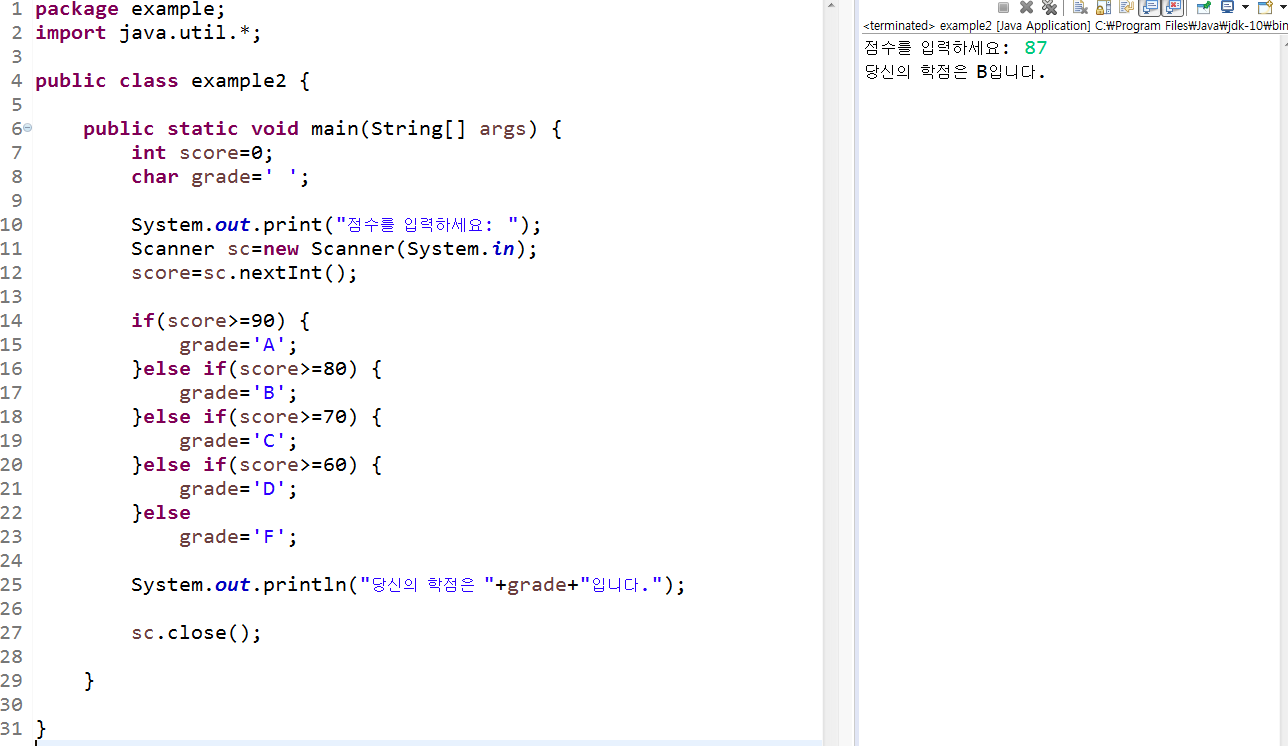 1 package example;
2 import java.util.*;
3
4 public class example2 {
5
6 public static void main(String[] args) {
7 int score=0;
8 char grade=' ';
9
10 System.out.print("점수를 입력하세요: ");
11 Scanner sc=new Scanner(System.in);
12 score=sc.nextInt();
13
14 if(score>=90) {
15 grade='A';
16 }else if(score>=80) {
17 grade='B';
18 }else if(score>=70) {
19 grade='C';
20 }else if(score>=60) {
21 grade='D';
22 }else
23 grade='F';
24
25 System.out.println("당신의 학점은 "+grade+"입니다.");
26
27 sc.close();
28
29 }
30
31 }
<terminated> example2 [Java Application] C:₩Program Files₩Java₩jdk-10₩bin
점수를 입력하세요: 87
당신의 학점은 B입니다.